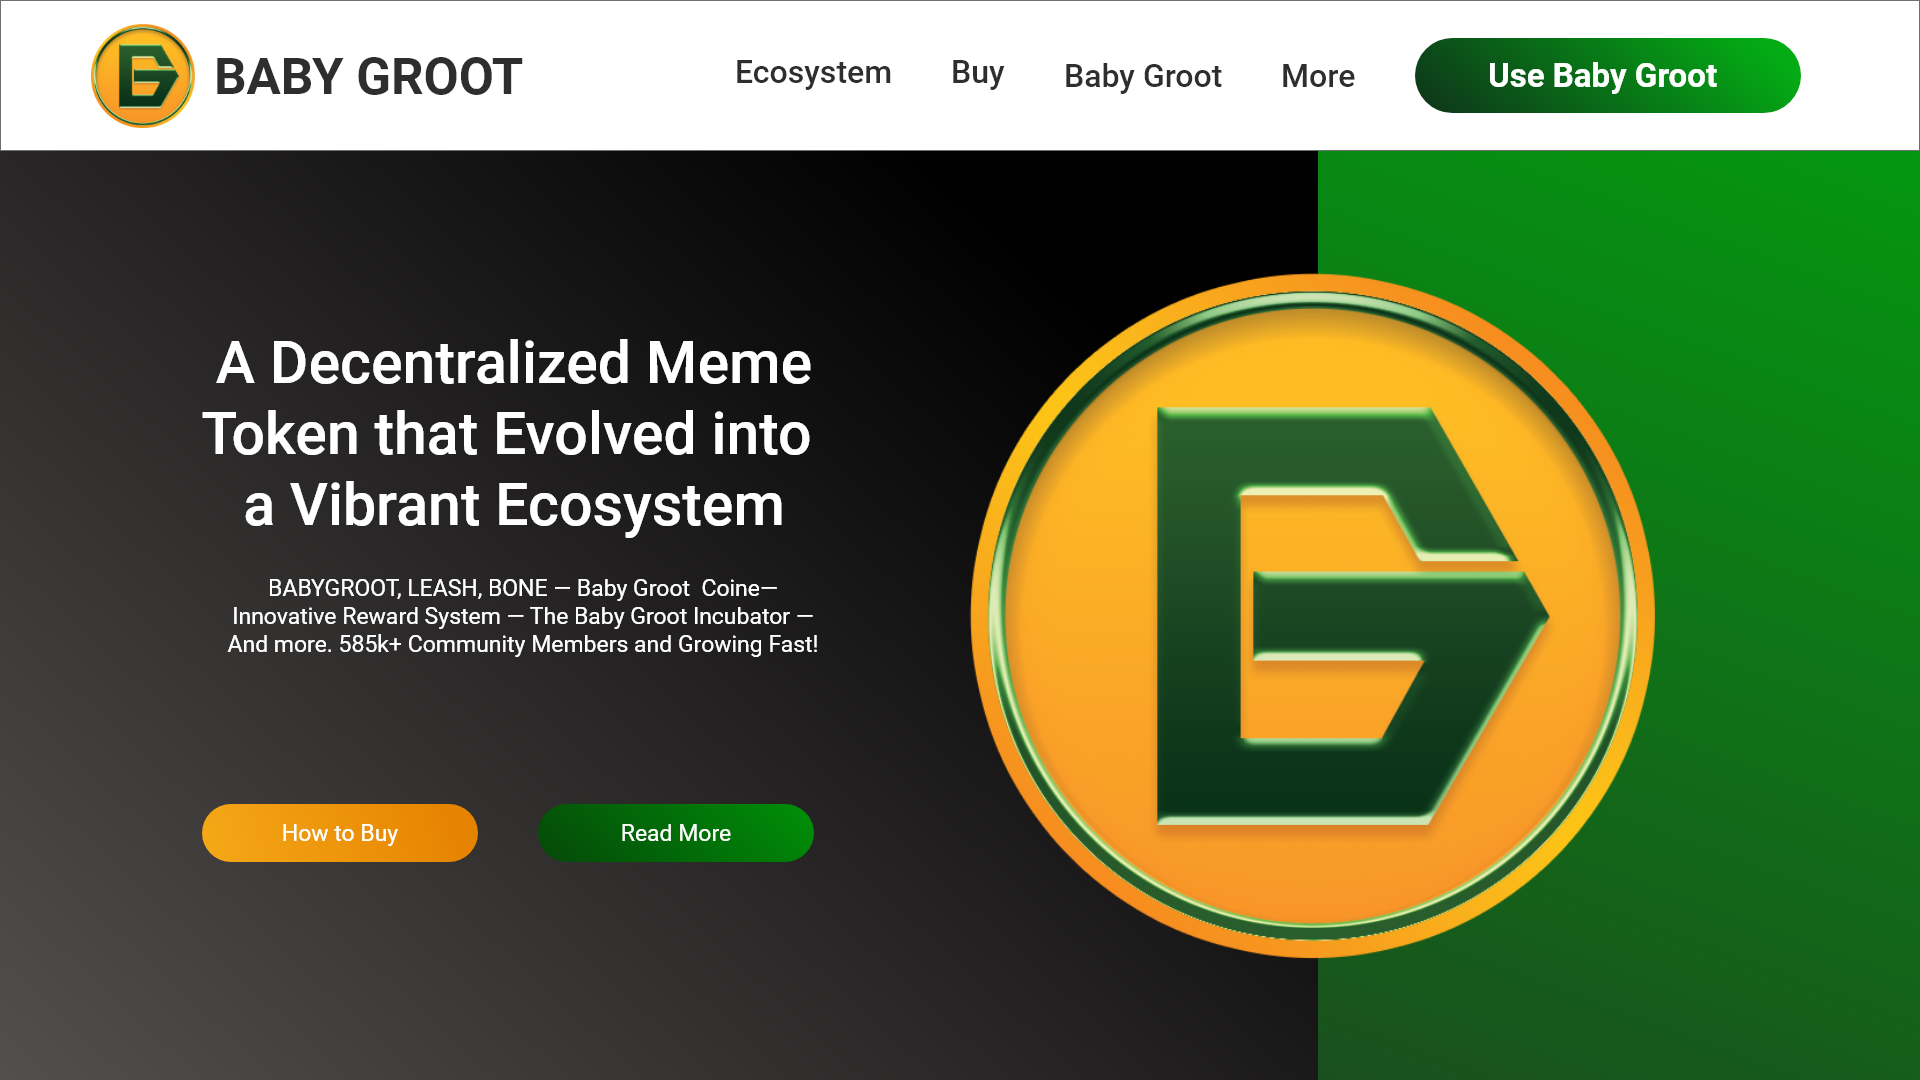 BABY GROOT
Ecosystem
Buy
Baby Groot
More
Use Baby Groot
A Decentralized Meme
Token that Evolved into
a Vibrant Ecosystem
BABYGROOT, LEASH, BONE — Baby Groot  Coine—
Innovative Reward System — The Baby Groot Incubator —
And more. 585k+ Community Members and Growing Fast!
How to Buy
Read More